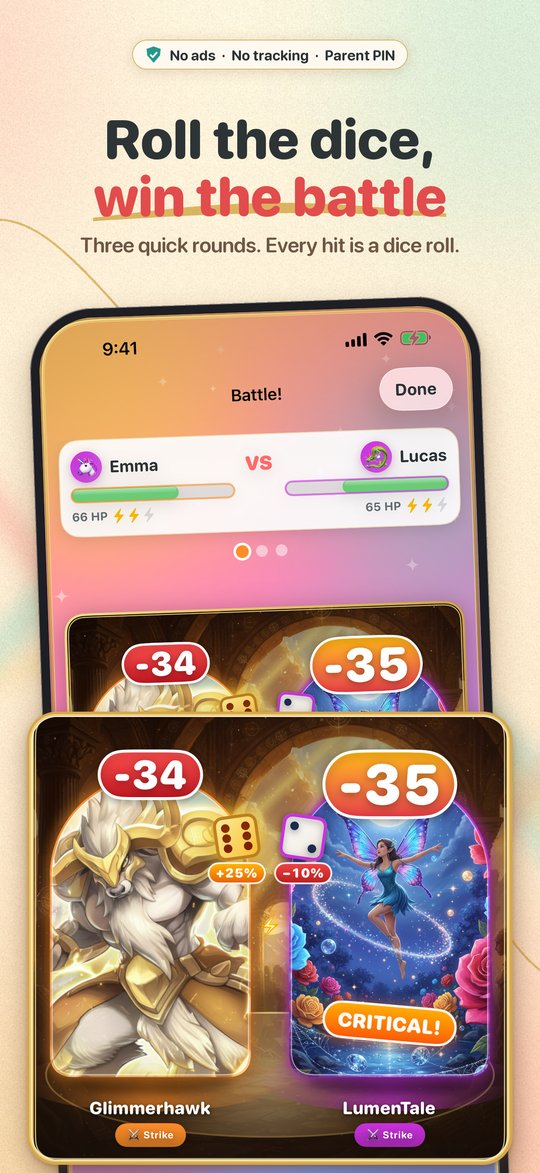 No ads · No tracking · Parent PIN
Roll the dice,
win the battle
Three quick rounds. Every hit is a dice roll.
9:41
Battle!
Done
Emma
VS
Lucas
66 HP
65 HP
-34
-35
-34
-35
+25%
-10%
CRITICAL!
Glimmerhawk
LumenTale
Strike
Strike